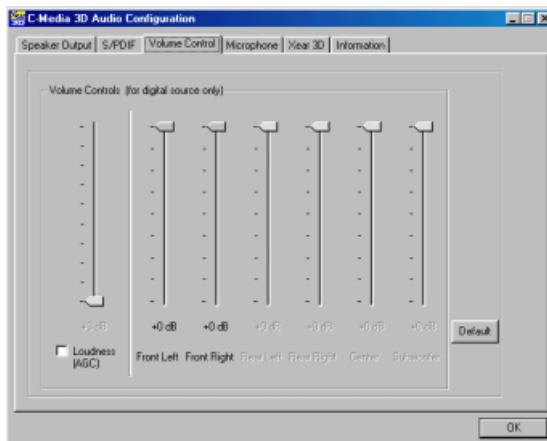 C-Media 3D Audio Configuration
Speaker Output S/PDIF Volume Control Microphone Xear 3D Information
Volume Controls (for digital source only)
+0 dB +0 dB +0 dB +0 dB +0 dB +0 dB
Default
Loudness
(AGC)
Front Left Front Right Rear Left Rear Right Center Subwoofer
OK